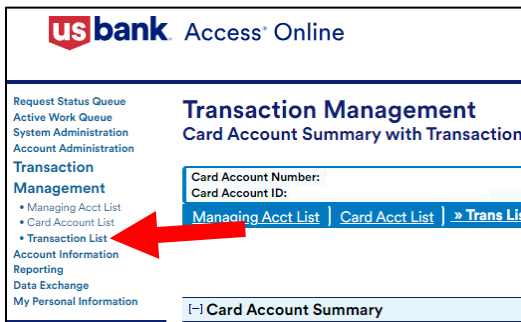 usbank. Access® Online
Request Status Queue
Active Work Queue
System Administration
Account Administration
Transaction
Management
• Managing Acct List
• Card Account List
• Transaction List
Account Information
Reporting
Data Exchange
My Personal Information
Transaction Management
Card Account Summary with Transaction
Card Account Number:
Card Account ID:
Managing Acct List | Card Acct List | » Trans Lis
[–] Card Account Summary